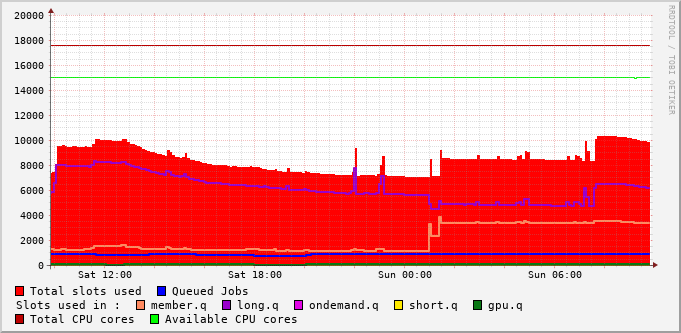 20000
18000
16000
14000
12000
10000
8000
6000
4000
2000
0
Sat 12:00 Sat 18:00 Sun 00:00 Sun 06:00
Total slots used Queued Jobs
Slots used in : member.q long.q ondemand.q short.q gpu.q
Total CPU cores Available CPU cores
RRDTOOL / TOBI OETIKER